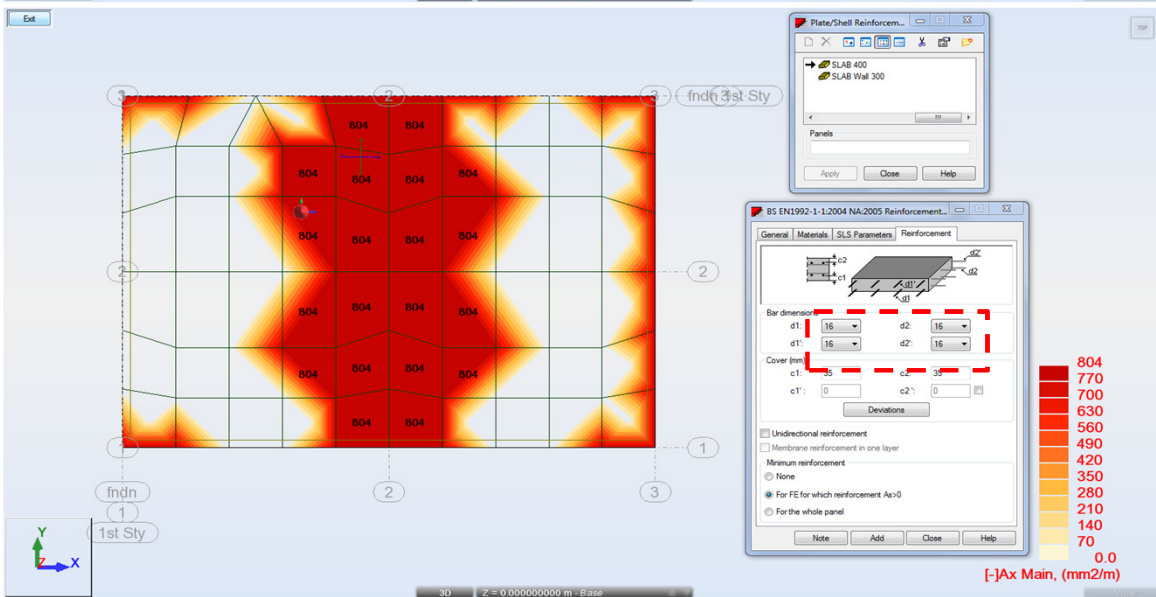 Exit
3
2
3
3
fndn 1st Sty
804 804
804 804 804 804
804 804 804 804
2
2
804 804 804 804
804 804 804 804
804 804
1
1
fndn
2
3
1
1st Sty
Y
Z
X
3D Z = 0.000000000 m - Base
TOP
Plate/Shell Reinforcem...
SLAB 400
SLAB Wall 300
Panels
Apply Close Help
BS EN1992-1-1:2004 NA:2005 Reinforcement...
General Materials SLS Parameters Reinforcement
c2
c1
d2'
d2
d1'
d1
Bar dimensions
d1: 16 d2: 16
d1': 16 d2': 16
Cover (mm)
c1: 35 c2: 35
c1': 0 c2': 0
Deviations
Unidirectional reinforcement
Membrane reinforcement in one layer
Minimum reinforcement
None
For FE for which reinforcement As>0
For the whole panel
Note Add Close Help
804
770
700
630
560
490
420
350
280
210
140
70
0.0
[-]Ax Main, (mm2/m)